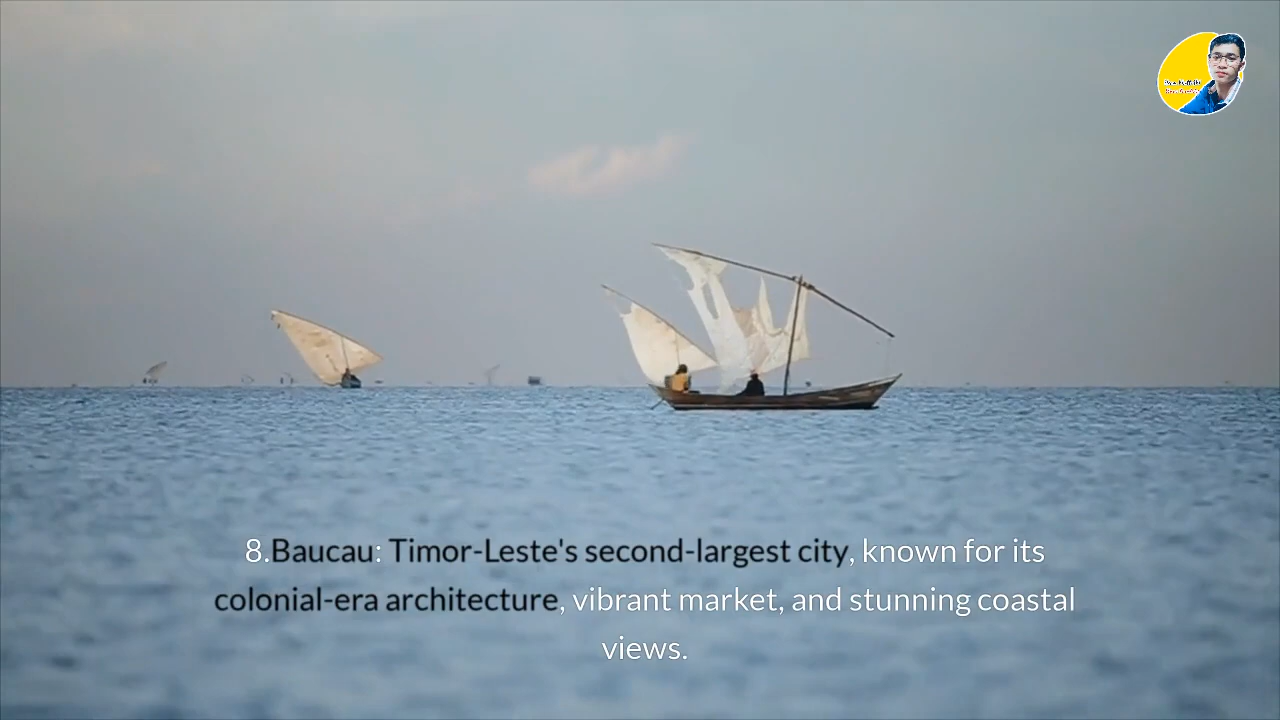 8.Baucau: Timor-Leste's second-largest city, known for its
colonial-era architecture, vibrant market, and stunning coastal
views.